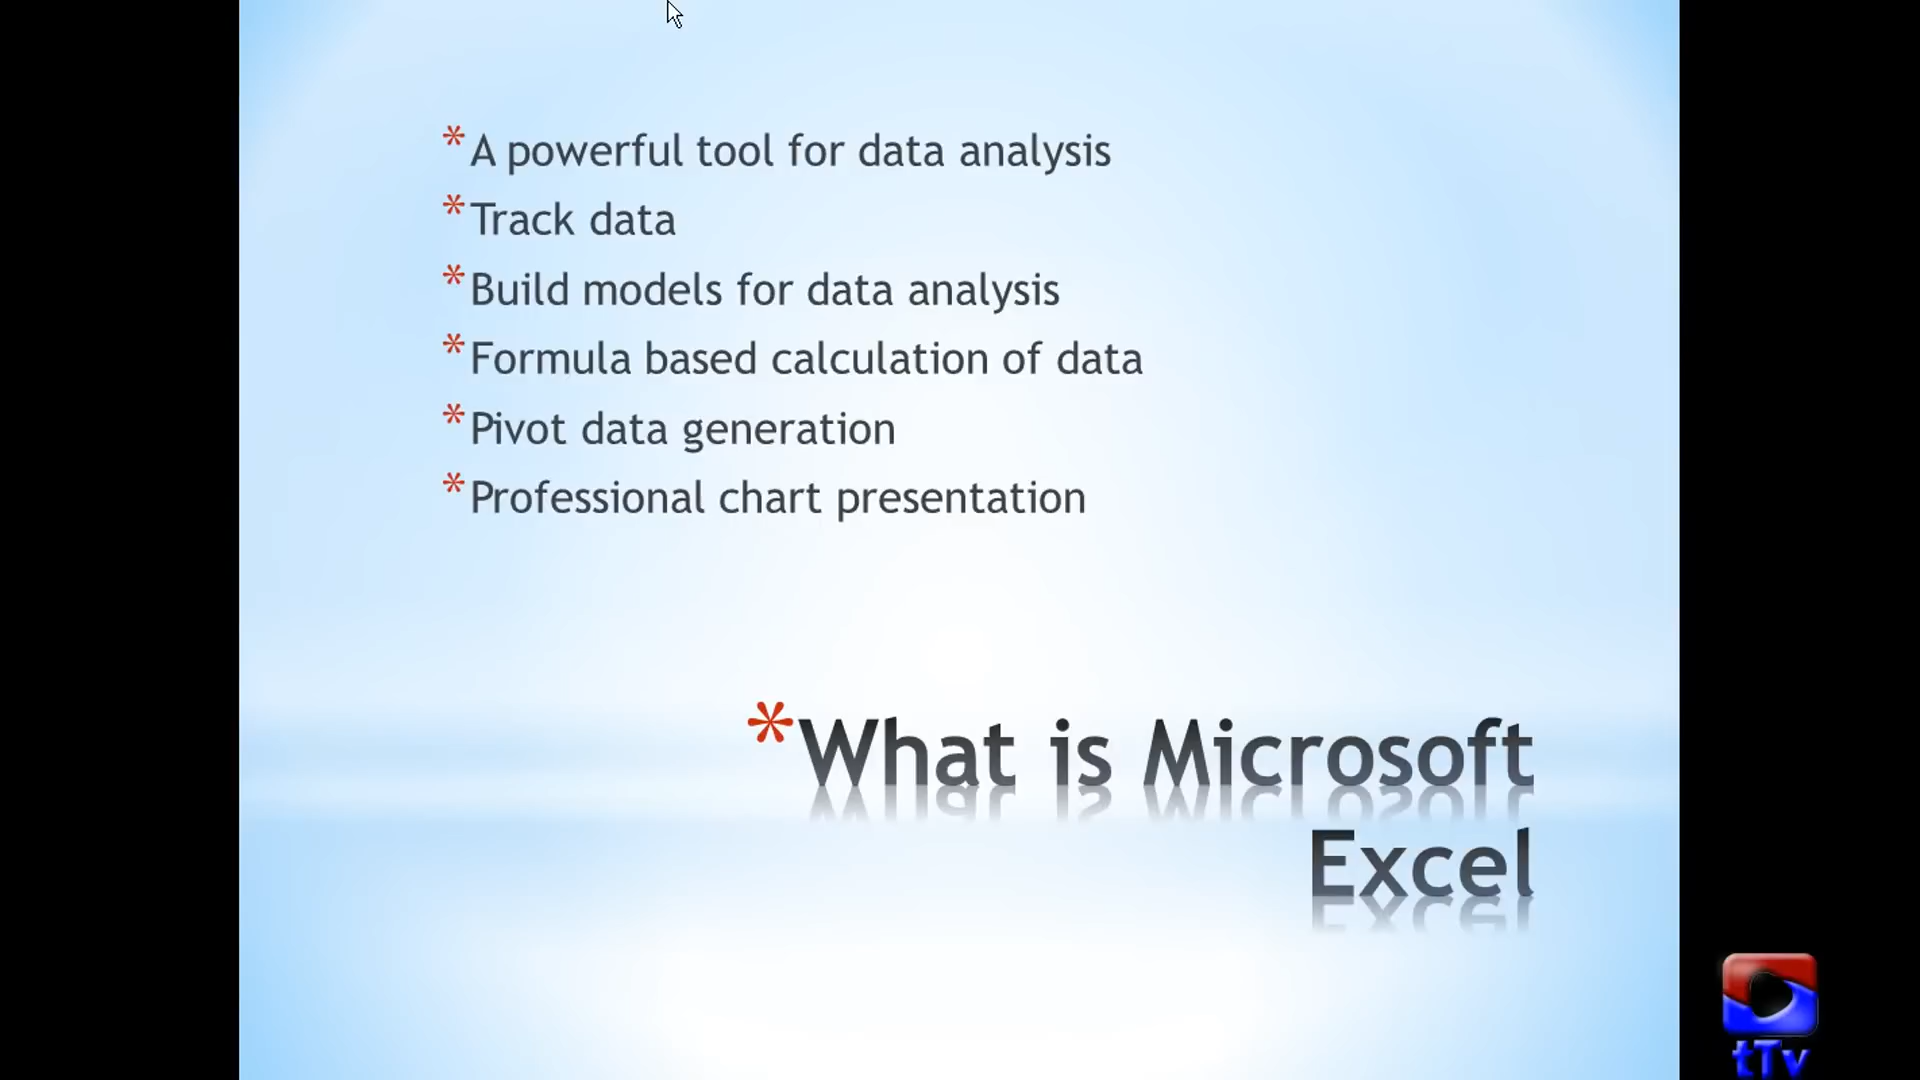 * A powerful tool for data analysis
* Track data
* Build models for data analysis
* Formula based calculation of data
* Pivot data generation
* Professional chart presentation
* What is Microsoft
Excel
tTv